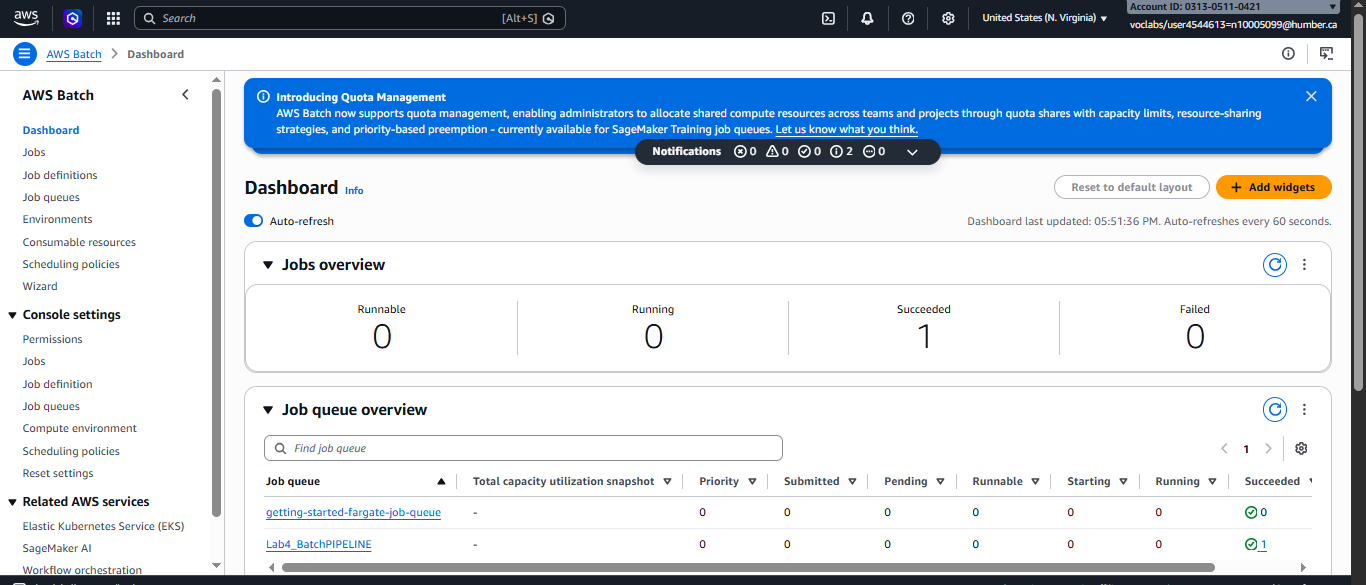 aws
Search
[Alt+S]
United States (N. Virginia)
Account ID: 0313-0511-0421
voclabs/user4544613=n10005099@humber.ca
AWS Batch
Dashboard
AWS Batch
Dashboard
Jobs
Job definitions
Job queues
Environments
Consumable resources
Scheduling policies
Wizard
Console settings
Permissions
Jobs
Job definition
Job queues
Compute environment
Scheduling policies
Reset settings
Related AWS services
Elastic Kubernetes Service (EKS)
SageMaker AI
Workflow orchestration
Introducing Quota Management
AWS Batch now supports quota management, enabling administrators to allocate shared compute resources across teams and projects through quota shares with capacity limits, resource-sharing
strategies, and priority-based preemption - currently available for SageMaker Training job queues. Let us know what you think.
Notifications 0 0 0 2 0
Dashboard Info
Reset to default layout
Add widgets
Auto-refresh
Dashboard last updated: 05:51:36 PM. Auto-refreshes every 60 seconds.
Jobs overview
Runnable Running Succeeded Failed
0 0 1 0
Job queue overview
Find job queue
1
Job queue Total capacity utilization snapshot Priority Submitted Pending Runnable Starting Running Succeeded
getting-started-fargate-job-queue - 0 0 0 0 0 0 0
Lab4_BatchPIPELINE - 0 0 0 0 0 0 1